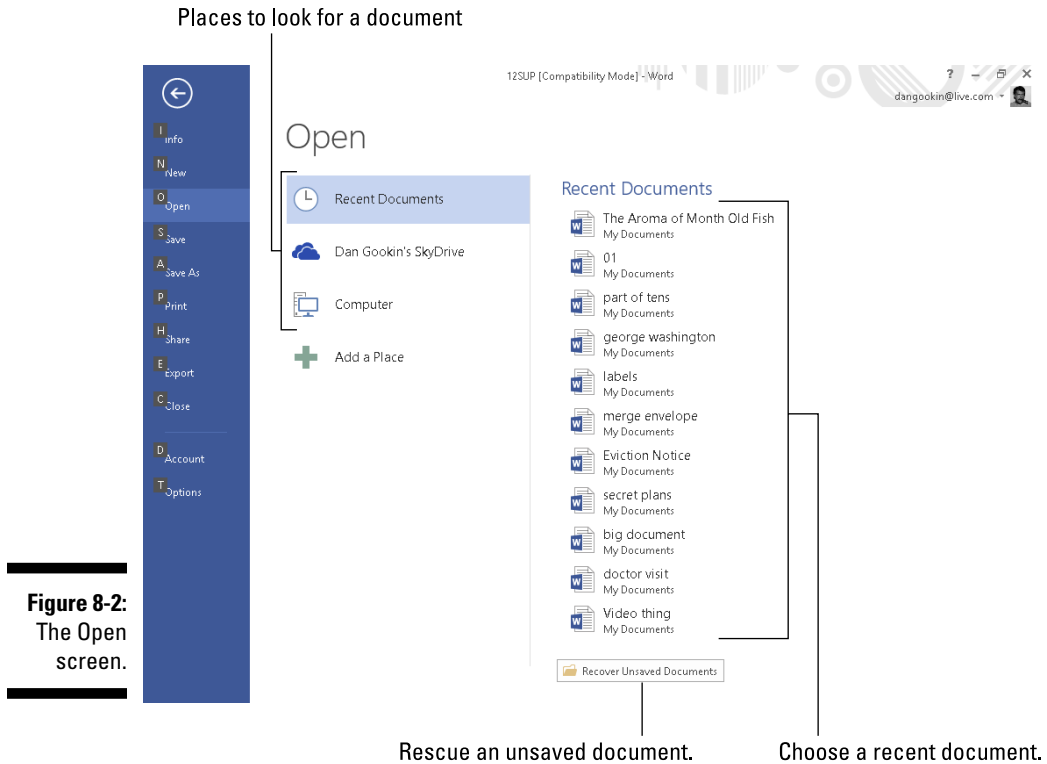 Places to look for a document
12SUP [Compatibility Mode] - Word
?
dangookin@live.com
I
Info
N
New
O
Open
S
Save
A
Save As
P
Print
H
Share
E
Export
C
Close
D
Account
T
Options
Open
Recent Documents
Dan Gookin's SkyDrive
Computer
Add a Place
Recent Documents
The Aroma of Month Old Fish
My Documents
01
My Documents
part of tens
My Documents
george washington
My Documents
labels
My Documents
merge envelope
My Documents
Eviction Notice
My Documents
secret plans
My Documents
big document
My Documents
doctor visit
My Documents
Video thing
My Documents
Recover Unsaved Documents
Figure 8-2:
The Open
screen.
Rescue an unsaved document.
Choose a recent document.